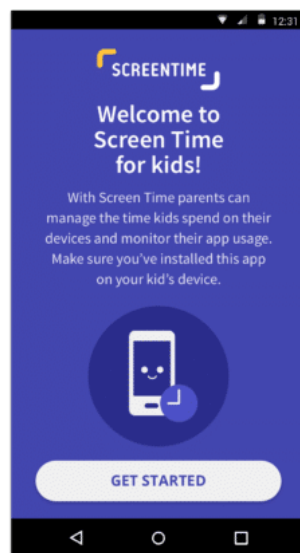 12:31
SCREENTIME
Welcome to
Screen Time
for kids!
With Screen Time parents can
manage the time kids spend on their
devices and monitor their app usage.
Make sure you've installed this app
on your kid's device.
GET STARTED